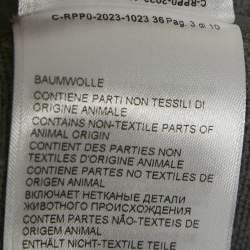 C-RPP0-2023-1023 36 Pag. 3 di 10
BAUMWOLLE
CONTIENE PARTI NON TESSILI DI
ORIGINE ANIMALE
CONTAINS NON-TEXTILE PARTS OF
ANIMAL ORIGIN
CONTIENT DES PARTIES NON
TEXTILES D'ORIGINE ANIMALE
CONTIENE PARTES NO TEXTILES DE
ORIGEN ANIMAL
ВКЛЮЧАЕТ НЕТКАНЫЕ ДЕТАЛИ
ЖИВОТНОГО ПРОИСХОЖДЕНИЯ
CONTEM PARTES NÃO-TEXTEIS DE
ORIGEM ANIMAL
ENTHÄLT NICHT-TEXTILE TEILE